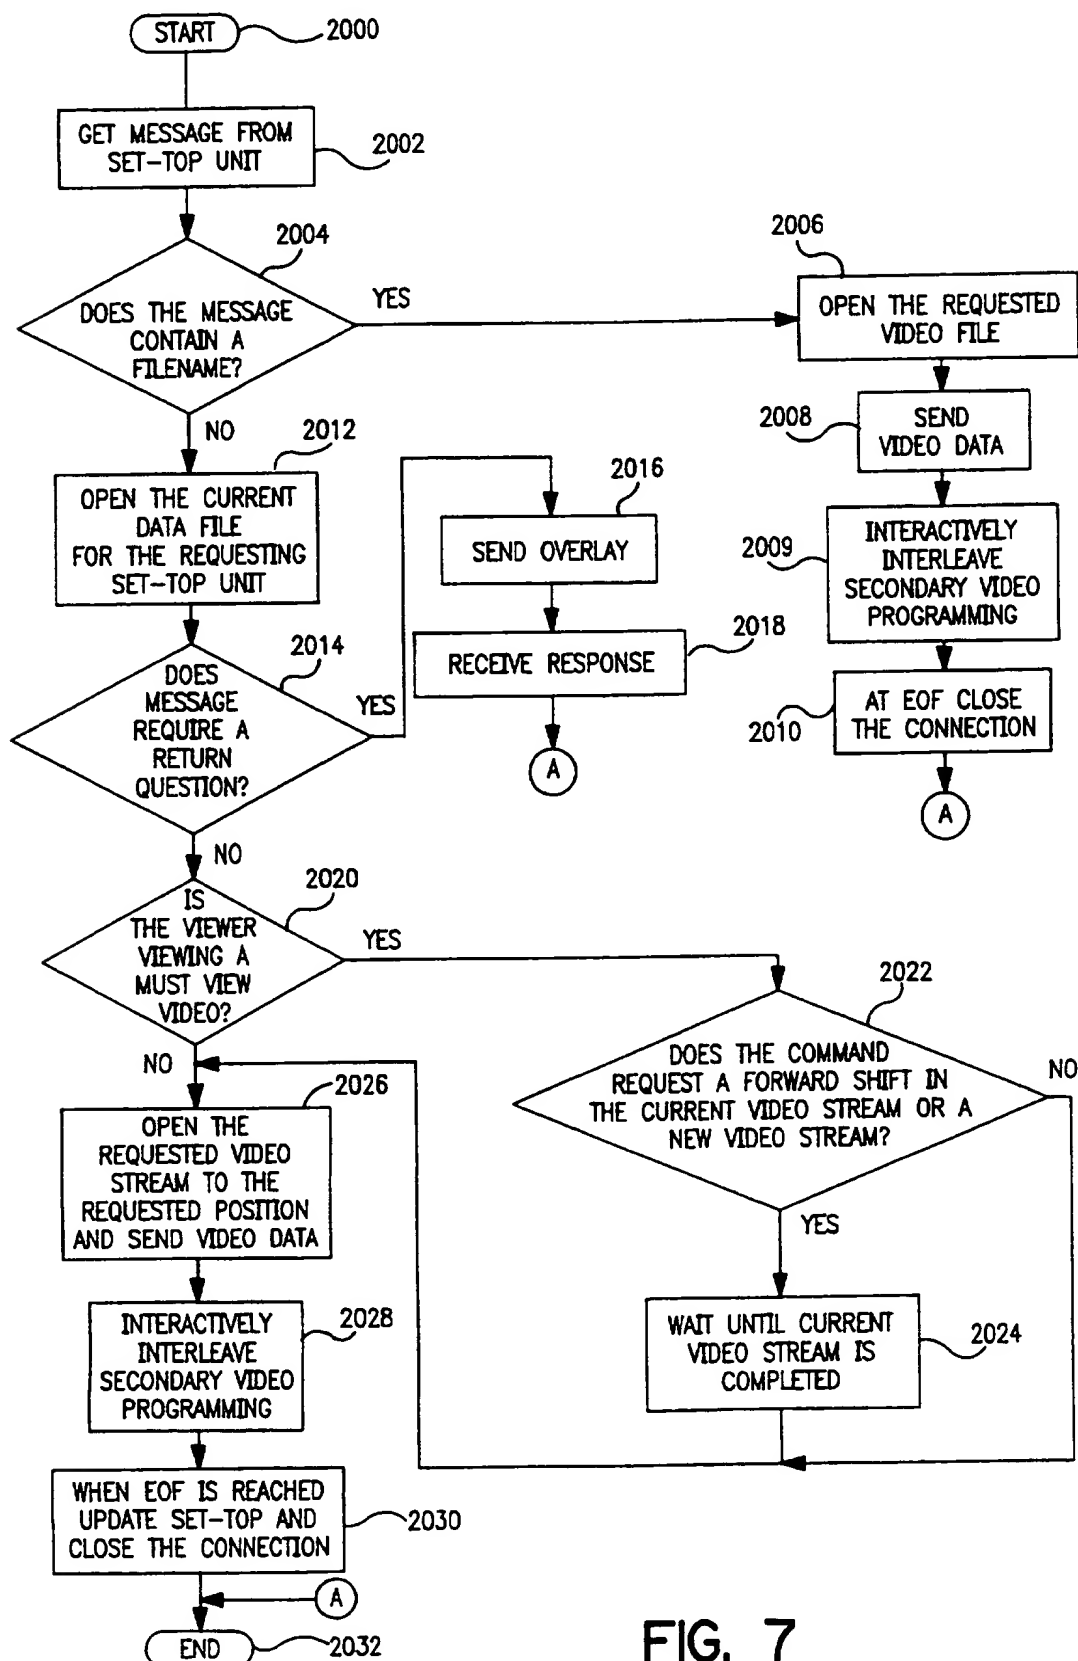 START
2000
GET MESSAGE FROM
SET-TOP UNIT
2002
2004
DOES THE MESSAGE
CONTAIN A
FILENAME?
YES
NO
2006
OPEN THE REQUESTED
VIDEO FILE
2008
SEND
VIDEO DATA
2009
INTERACTIVELY
INTERLEAVE
SECONDARY VIDEO
PROGRAMMING
2010
AT EOF CLOSE
THE CONNECTION
A
2012
OPEN THE CURRENT
DATA FILE
FOR THE REQUESTING
SET-TOP UNIT
2014
DOES
MESSAGE
REQUIRE A
RETURN
QUESTION?
YES
NO
2016
SEND OVERLAY
2018
RECEIVE RESPONSE
A
2020
IS
THE VIEWER
VIEWING A
MUST VIEW
VIDEO?
YES
NO
2022
DOES THE COMMAND
REQUEST A FORWARD SHIFT IN
THE CURRENT VIDEO STREAM OR A
NEW VIDEO STREAM?
NO
YES
WAIT UNTIL CURRENT
VIDEO STREAM IS
COMPLETED
2024
2026
OPEN THE
REQUESTED VIDEO
STREAM TO THE
REQUESTED POSITION
AND SEND VIDEO DATA
INTERACTIVELY
INTERLEAVE
SECONDARY VIDEO
PROGRAMMING
2028
WHEN EOF IS REACHED
UPDATE SET-TOP AND
CLOSE THE CONNECTION
2030
A
END
2032
FIG. 7